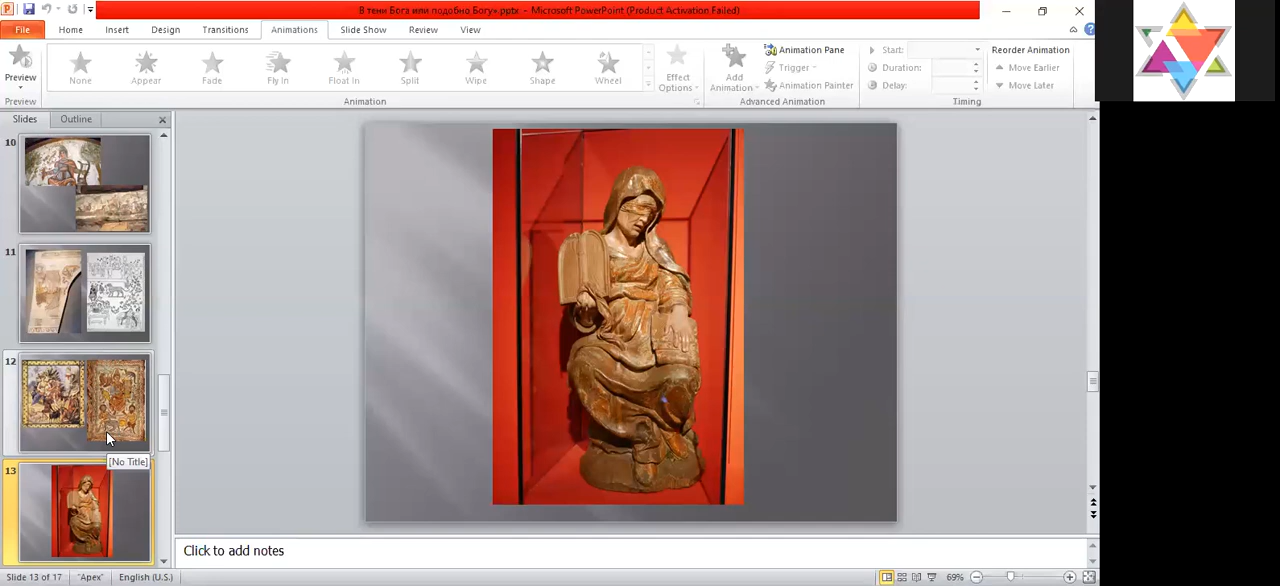 В тени Бога или подобно Богу».pptx - Microsoft PowerPoint (Product Activation Failed)
File Home Insert Design Transitions Animations Slide Show Review View
Preview
None Appear Fade Fly In Float In Split Wipe Shape Wheel
Effect Options
Add Animation
Animation Pane
Trigger
Animation Painter
Start:
Duration:
Delay:
Reorder Animation
Move Earlier
Move Later
Preview Animation Advanced Animation Timing
Slides Outline
10
11
12
[No Title]
13
Click to add notes
Slide 13 of 17 "Apex" English (U.S.) 69%